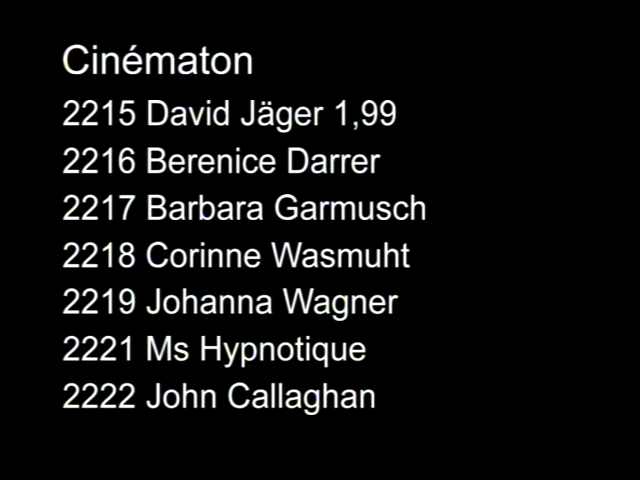 Cinématon
2215 David Jäger 1,99
2216 Berenice Darrer
2217 Barbara Garmusch
2218 Corinne Wasmuht
2219 Johanna Wagner
2221 Ms Hypnotique
2222 John Callaghan